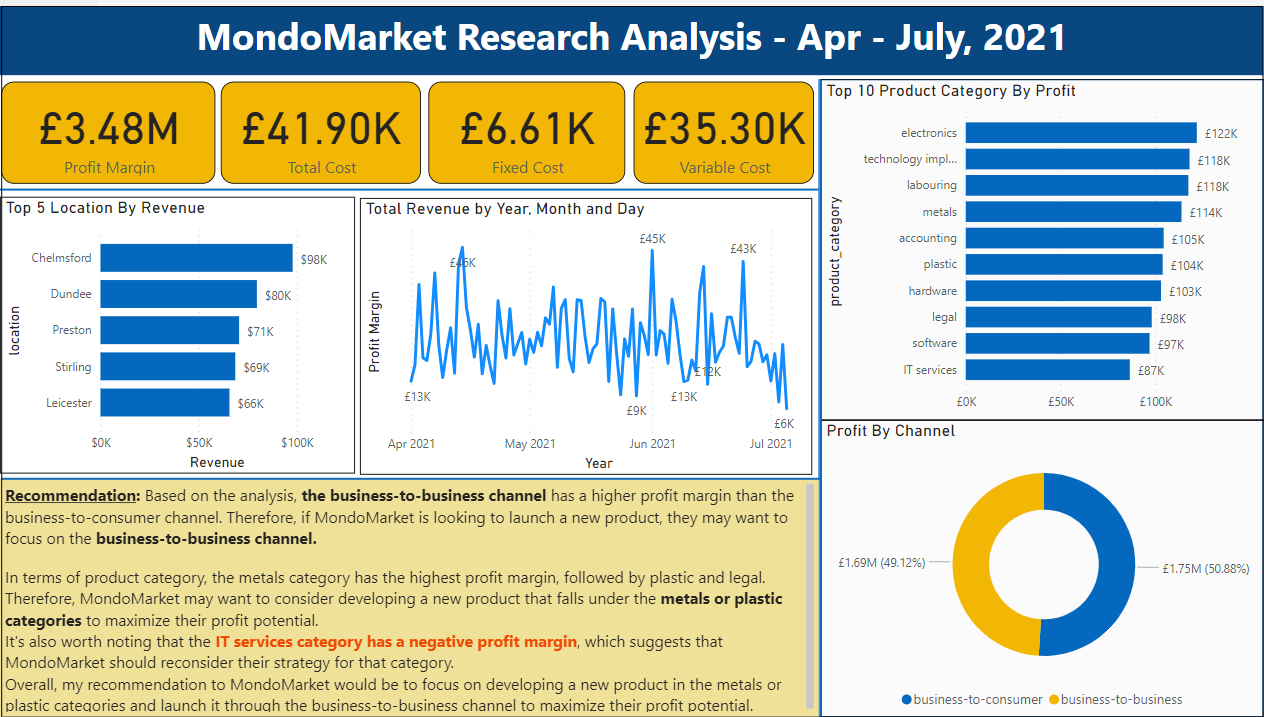 MondoMarket Research Analysis - Apr - July, 2021
£3.48M
Profit Margin
£41.90K
Total Cost
£6.61K
Fixed Cost
£35.30K
Variable Cost
Top 5 Location By Revenue
location
Chelmsford
$98K
Dundee
$80K
Preston
$71K
Stirling
$69K
Leicester
$66K
$0K
$50K
$100K
Revenue
Total Revenue by Year, Month and Day
Profit Margin
£13K
£45K
£9K
£45K
£13K
£12K
£43K
£6K
Apr 2021
May 2021
Jun 2021
Jul 2021
Year
Top 10 Product Category By Profit
product_category
electronics
£122K
technology impl...
£118K
labouring
£118K
metals
£114K
accounting
£105K
plastic
£104K
hardware
£103K
legal
£98K
software
£97K
IT services
£87K
£0K
£50K
£100K
Recommendation: Based on the analysis, the business-to-business channel has a higher profit margin than the
business-to-consumer channel. Therefore, if MondoMarket is looking to launch a new product, they may want to
focus on the business-to-business channel.
In terms of product category, the metals category has the highest profit margin, followed by plastic and legal.
Therefore, MondoMarket may want to consider developing a new product that falls under the metals or plastic
categories to maximize their profit potential.
It's also worth noting that the IT services category has a negative profit margin, which suggests that
MondoMarket should reconsider their strategy for that category.
Overall, my recommendation to MondoMarket would be to focus on developing a new product in the metals or
plastic categories and launch it through the business-to-business channel to maximize their profit potential.
Profit By Channel
£1.69M (49.12%)
£1.75M (50.88%)
business-to-consumer
business-to-business